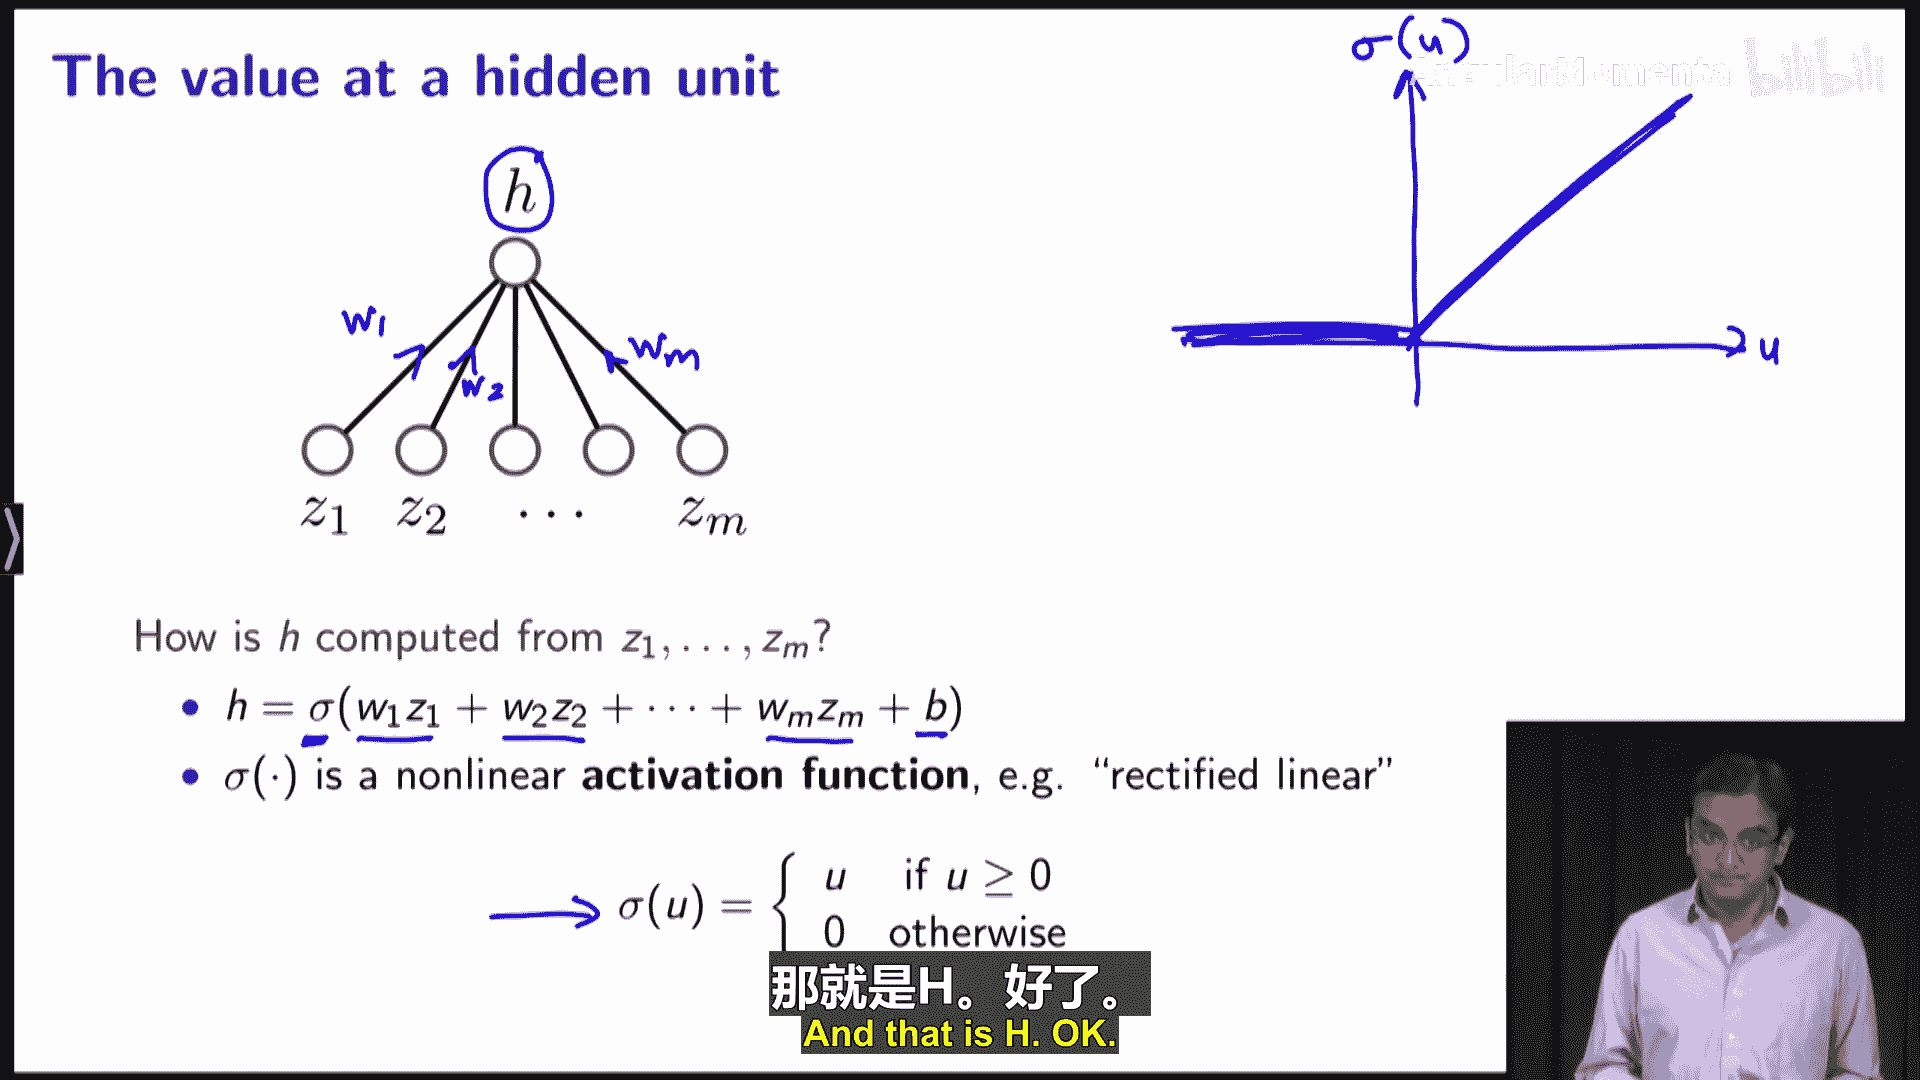 The value at a hidden unit
σ(u)
AngularMomenta bilibili
h
w1
w2
wm
u
z1 z2 ... zm
How is h computed from z1, ..., zm?
• h = σ(w1z1 + w2z2 + ··· + wmzm + b)
• σ(·) is a nonlinear activation function, e.g. “rectified linear”
σ(u) = { u if u ≥ 0
0 otherwise
那就是H。好了。
And that is H. OK.